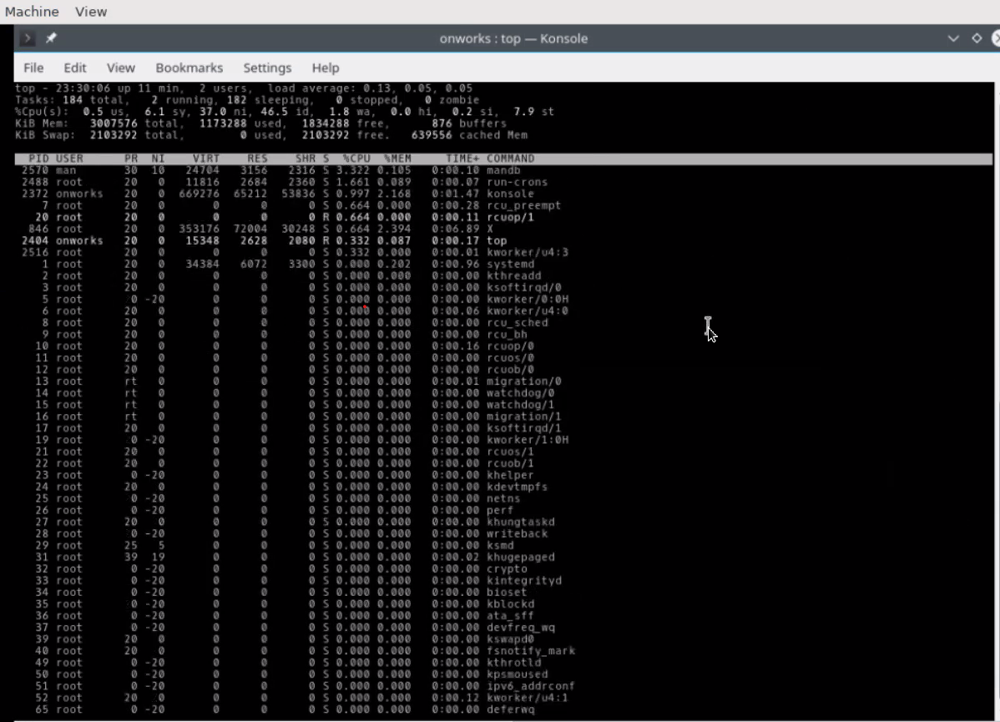 Machine View
onworks : top — Konsole
File Edit View Bookmarks Settings Help
top - 23:30:06 up 11 min, 2 users, load average: 0.13, 0.05, 0.05
Tasks: 184 total, 2 running, 182 sleeping, 0 stopped, 0 zombie
%Cpu(s): 0.5 us, 6.1 sy, 37.0 ni, 46.5 id, 1.8 wa, 0.0 hi, 0.2 si, 7.9 st
KiB Mem: 3007576 total, 1173288 used, 1834288 free, 876 buffers
KiB Swap: 2103292 total, 0 used, 2103292 free. 639556 cached Mem
PID USER PR NI VIRT RES SHR S %CPU %MEM TIME+ COMMAND
2570 man 30 10 24704 3156 2316 S 3.322 0.105 0:00.10 mandb
2488 root 20 0 11816 2684 2360 S 1.661 0.089 0:00.07 run-crons
2372 onworks 20 0 669276 65212 53836 S 0.997 2.168 0:01.47 konsole
7 root 20 0 0 0 0 S 0.664 0.000 0:00.28 rcu_preempt
20 root 20 0 0 0 0 R 0.664 0.000 0:00.11 rcuop/1
846 root 20 0 353176 72004 30248 S 0.664 2.394 0:06.89 X
2404 onworks 20 0 15348 2628 2080 R 0.332 0.087 0:00.17 top
2516 root 20 0 0 0 0 S 0.332 0.000 0:00.01 kworker/u4:3
1 root 20 0 34384 6072 3300 S 0.000 0.202 0:00.96 systemd
2 root 20 0 0 0 0 S 0.000 0.000 0:00.00 kthreadd
3 root 20 0 0 0 0 S 0.000 0.000 0:00.00 ksoftirqd/0
5 root 0 -20 0 0 0 S 0.000 0.000 0:00.00 kworker/0:0H
6 root 20 0 0 0 0 S 0.000 0.000 0:00.06 kworker/u4:0
8 root 20 0 0 0 0 S 0.000 0.000 0:00.00 rcu_sched
9 root 20 0 0 0 0 S 0.000 0.000 0:00.00 rcu_bh
10 root 20 0 0 0 0 S 0.000 0.000 0:00.16 rcuop/0
11 root 20 0 0 0 0 S 0.000 0.000 0:00.00 rcuos/0
12 root 20 0 0 0 0 S 0.000 0.000 0:00.00 rcuob/0
13 root rt 0 0 0 0 S 0.000 0.000 0:00.01 migration/0
14 root rt 0 0 0 0 S 0.000 0.000 0:00.00 watchdog/0
15 root rt 0 0 0 0 S 0.000 0.000 0:00.00 watchdog/1
16 root rt 0 0 0 0 S 0.000 0.000 0:00.00 migration/1
17 root 20 0 0 0 0 S 0.000 0.000 0:00.00 ksoftirqd/1
19 root 0 -20 0 0 0 S 0.000 0.000 0:00.00 kworker/1:0H
21 root 20 0 0 0 0 S 0.000 0.000 0:00.00 rcuos/1
22 root 20 0 0 0 0 S 0.000 0.000 0:00.00 rcuob/1
23 root 0 -20 0 0 0 S 0.000 0.000 0:00.00 khelper
24 root 20 0 0 0 0 S 0.000 0.000 0:00.00 kdevtmpfs
25 root 0 -20 0 0 0 S 0.000 0.000 0:00.00 netns
26 root 0 -20 0 0 0 S 0.000 0.000 0:00.00 perf
27 root 20 0 0 0 0 S 0.000 0.000 0:00.00 khungtaskd
28 root 0 -20 0 0 0 S 0.000 0.000 0:00.00 writeback
29 root 25 5 0 0 0 S 0.000 0.000 0:00.00 ksmd
31 root 39 19 0 0 0 S 0.000 0.000 0:00.02 khugepaged
32 root 0 -20 0 0 0 S 0.000 0.000 0:00.00 crypto
33 root 0 -20 0 0 0 S 0.000 0.000 0:00.00 kintegrityd
34 root 0 -20 0 0 0 S 0.000 0.000 0:00.00 bioset
35 root 0 -20 0 0 0 S 0.000 0.000 0:00.00 kblockd
36 root 0 -20 0 0 0 S 0.000 0.000 0:00.00 ata_sff
37 root 0 -20 0 0 0 S 0.000 0.000 0:00.00 devfreq_wq
39 root 20 0 0 0 0 S 0.000 0.000 0:00.00 kswapd0
40 root 20 0 0 0 0 S 0.000 0.000 0:00.00 fsnotify_mark
49 root 0 -20 0 0 0 S 0.000 0.000 0:00.00 kthrotld
50 root 0 -20 0 0 0 S 0.000 0.000 0:00.00 kpsmoused
51 root 0 -20 0 0 0 S 0.000 0.000 0:00.00 ipv6_addrconf
52 root 20 0 0 0 0 S 0.000 0.000 0:00.12 kworker/u4:1
65 root 0 -20 0 0 0 S 0.000 0.000 0:00.00 deferwq